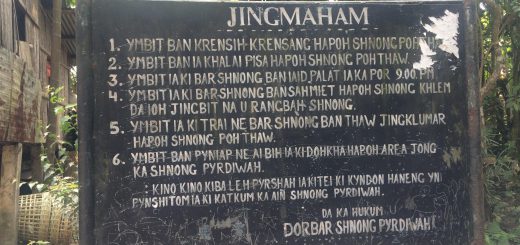 JINGMAHAM
1. YMBIT BAN KRENSIH-KRENSANG HAPOH SHNONG POH
2. YMBIT BAN IA KHALAI PISA HAPOH SHNONG POH THAW.
3. YMBIT IA KI BAR SHNONG BAN IAID, PALAT IA KA POR 9.00 PM
4. YMBIT IA KI BAR SHNONG BAN SAHMIET HAPOH SHNONG KHLEM
DA IOH JINGBIT NA U RANGBAH SHNONG.
5. YMBIT IA KI TRAI NE BAR SHNONG BAN THAW JINGKLUMAR
HAPOH SHNONG POH THAW.
6. YMBIT BAN PYNIAP NE AI BIH IA KI DOHKHA HAPOH AREA JONG
KA SHNONG PYRDIWAH.
: KINO KINO KIBA LEH PYRSHAH IA KITEI KI KYNDON HANENG YN
PYNSHITOM IA KI KATKUM KA AIÑ SHNONG PYRDIWAH.
DA KA HUKUM
DORBAR SHNONG PYRDIWAH